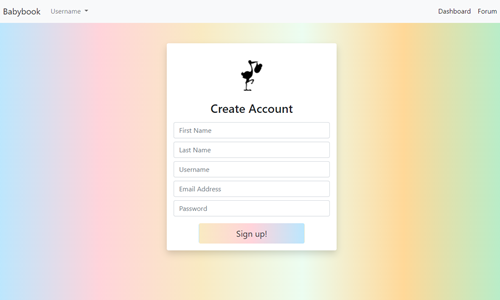 Babybook Username Dashboard Forum
Create Account
First Name
Last Name
Username
Email Address
Password
Sign up!